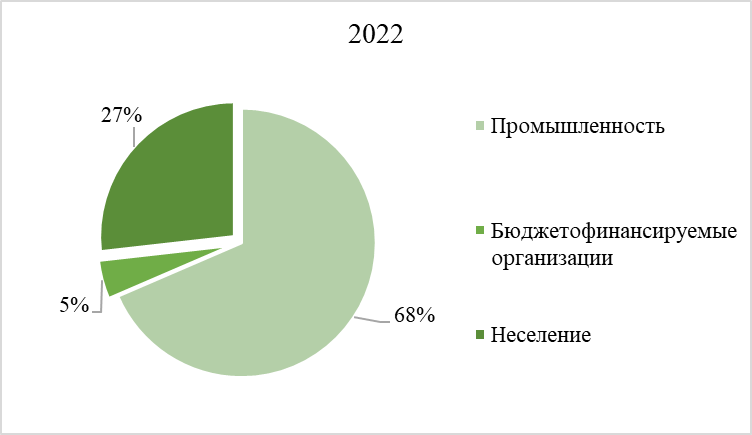 2022
27%
5%
68%
Промышленность
Бюджетофинансируемые
организации
Неселение